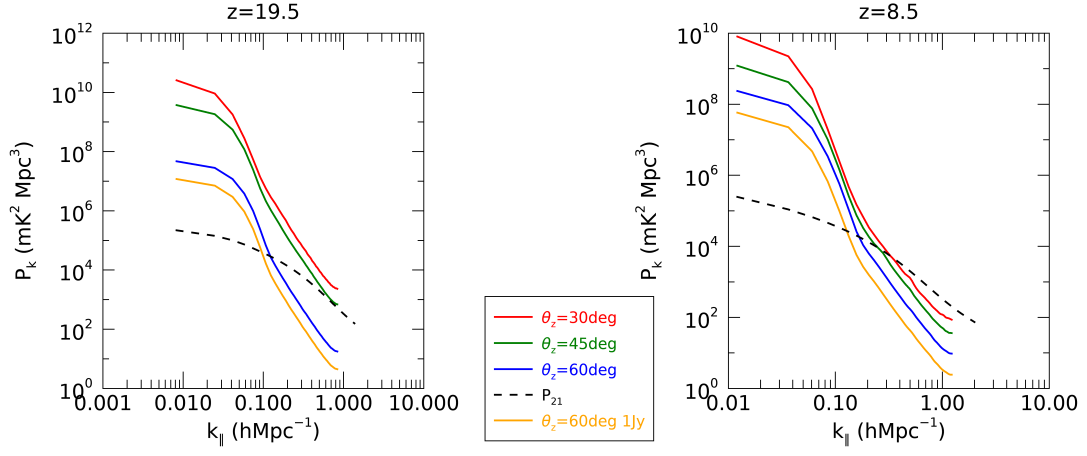 z=19.5
10^12
10^10
10^8
10^6
10^4
10^2
10^0
P_k (mK^2 Mpc^3)
0.001 0.010 0.100 1.000 10.000
k_∥ (hMpc^−1)
θ_z=30deg
θ_z=45deg
θ_z=60deg
P_21
θ_z=60deg 1Jy
z=8.5
10^10
10^8
10^6
10^4
10^2
10^0
P_k (mK^2 Mpc^3)
0.01 0.10 1.00 10.00
k_∥ (hMpc^−1)